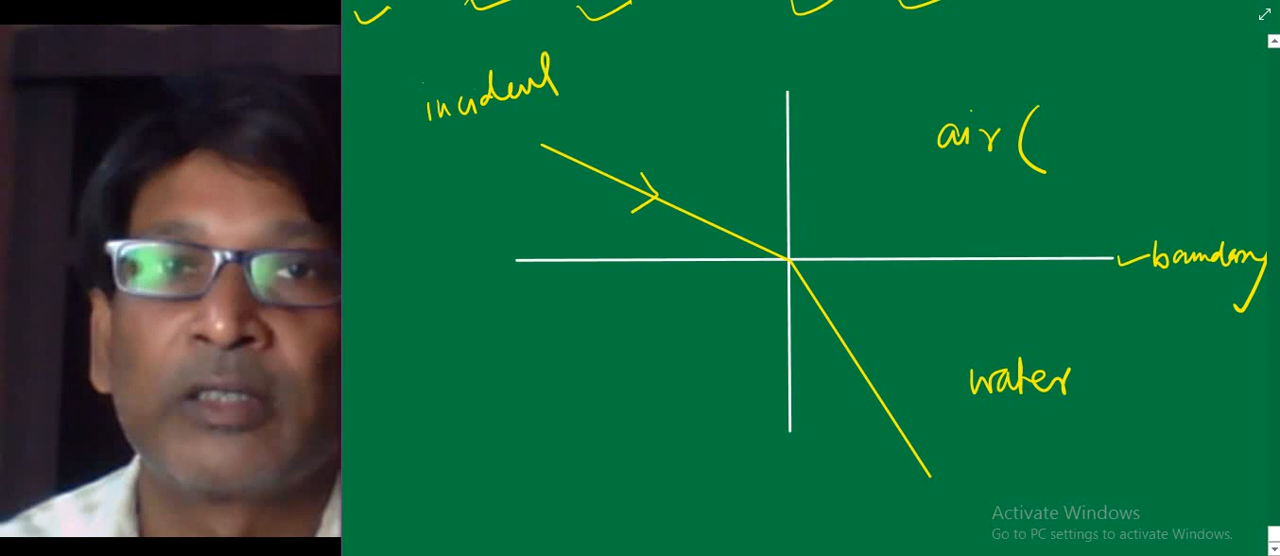 incident
air (
boundary
water
Activate Windows
Go to PC settings to activate Windows.